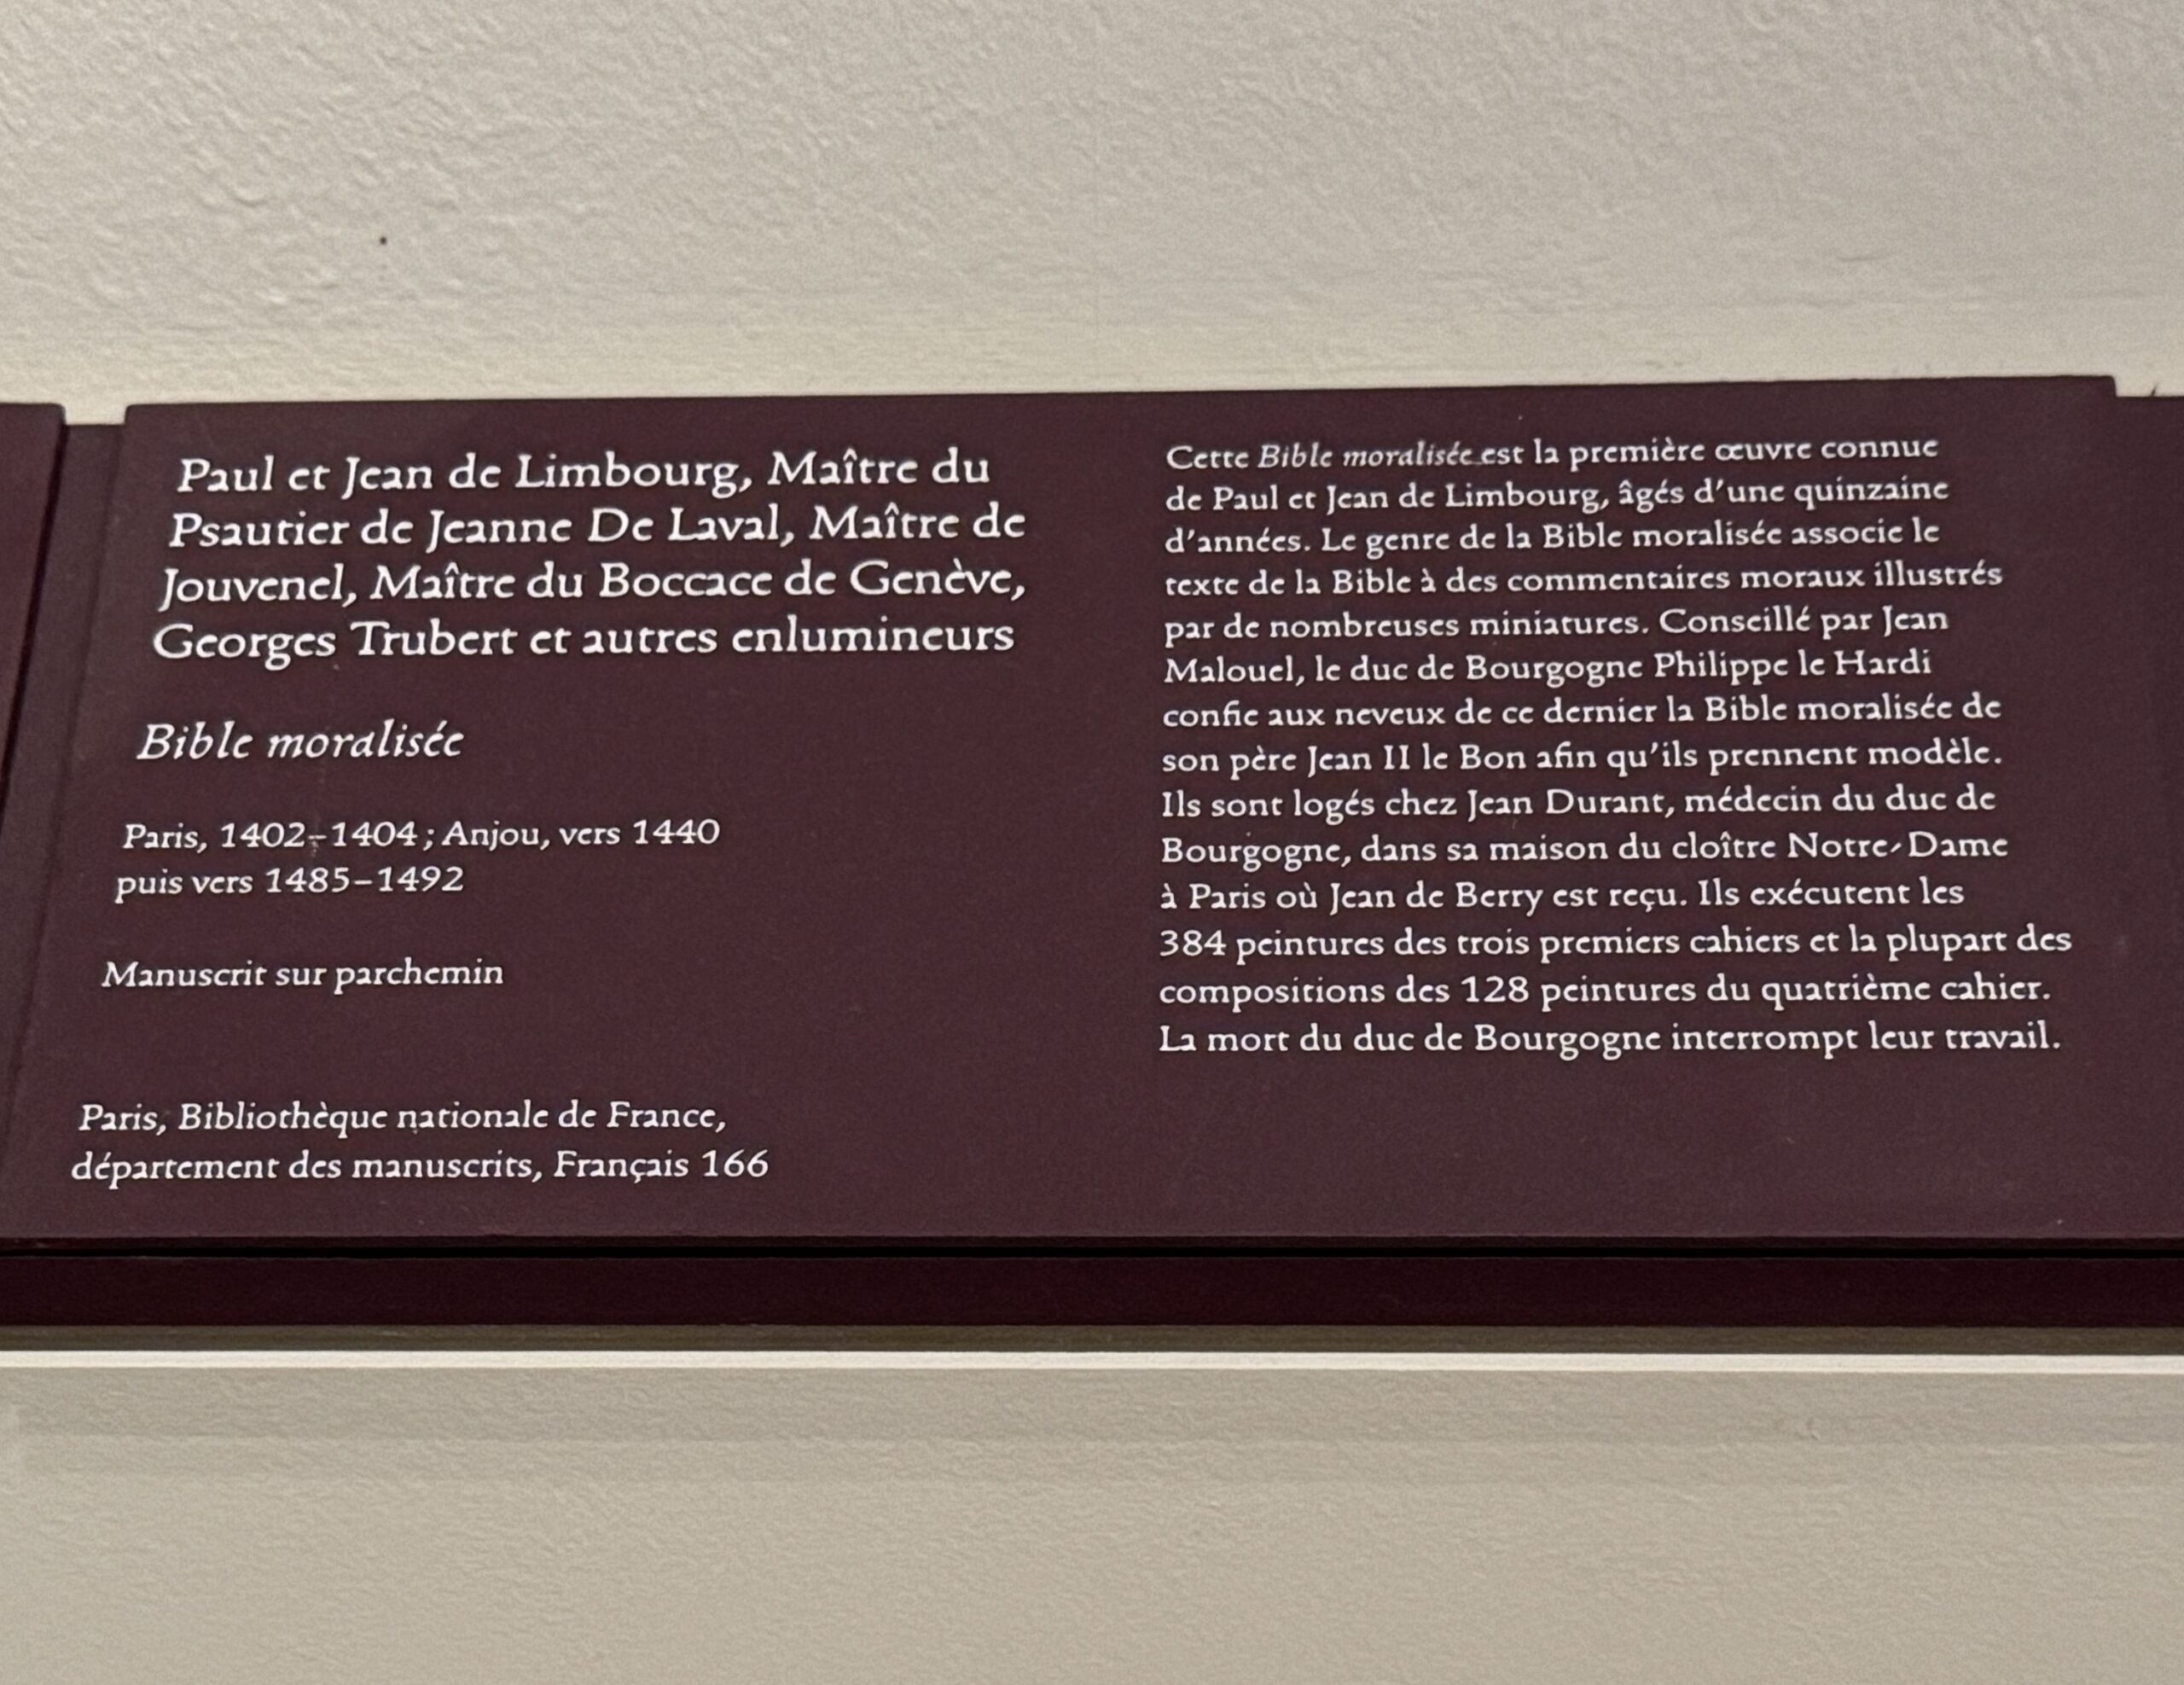 Paul et Jean de Limbourg, Maître du
Psautier de Jeanne De Laval, Maître de
Jouvenel, Maître du Boccace de Genève,
Georges Trubert et autres enlumineurs
Bible moralisée
Paris, 1402–1404 ; Anjou, vers 1440
puis vers 1485–1492
Manuscrit sur parchemin
Paris, Bibliothèque nationale de France,
département des manuscrits, Français 166
Cette Bible moralisée est la première œuvre connue
de Paul et Jean de Limbourg, âgés d'une quinzaine
d'années. Le genre de la Bible moralisée associe le
texte de la Bible à des commentaires moraux illustrés
par de nombreuses miniatures. Conseillé par Jean
Malouel, le duc de Bourgogne Philippe le Hardi
confie aux neveux de ce dernier la Bible moralisée de
son père Jean II le Bon afin qu'ils prennent modèle.
Ils sont logés chez Jean Durant, médecin du duc de
Bourgogne, dans sa maison du cloître Notre-Dame
à Paris où Jean de Berry est reçu. Ils exécutent les
384 peintures des trois premiers cahiers et la plupart des
compositions des 128 peintures du quatrième cahier.
La mort du duc de Bourgogne interrompt leur travail.